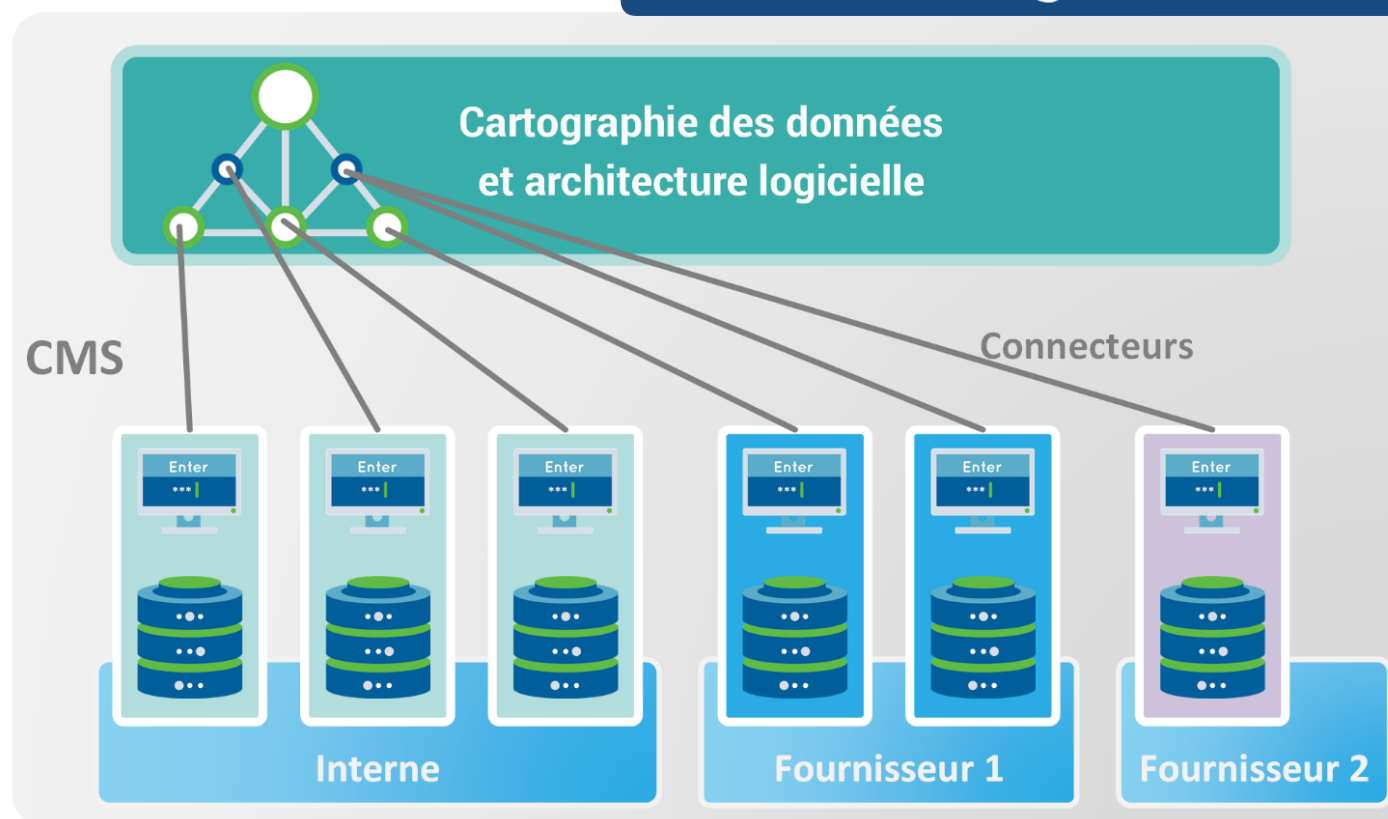 Cartographie des données
et architecture logicielle
CMS
Connecteurs
Enter
***
Enter
***
Enter
***
Enter
***
Enter
***
Enter
***
Interne
Fournisseur 1
Fournisseur 2